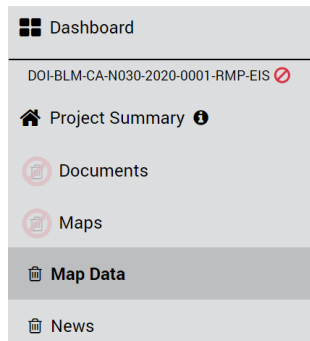 Dashboard
DOI-BLM-CA-N030-2020-0001-RMP-EIS
Project Summary
Documents
Maps
Map Data
News